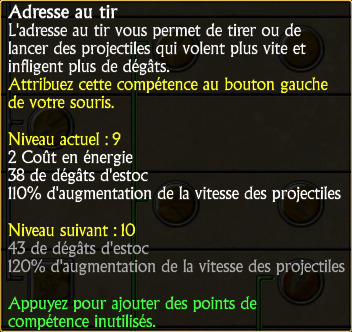 Adresse au tir
L'adresse au tir vous permet de tirer ou de
lancer des projectiles qui volent plus vite et
infligent plus de dégâts.
Attribuez cette compétence au bouton gauche
de votre souris.
Niveau actuel : 9
2 Coût en énergie
38 de dégâts d'estoc
110% d'augmentation de la vitesse des projectiles
Niveau suivant : 10
43 de dégâts d'estoc
120% d'augmentation de la vitesse des projectiles
Appuyez pour ajouter des points de
compétence inutilisés.